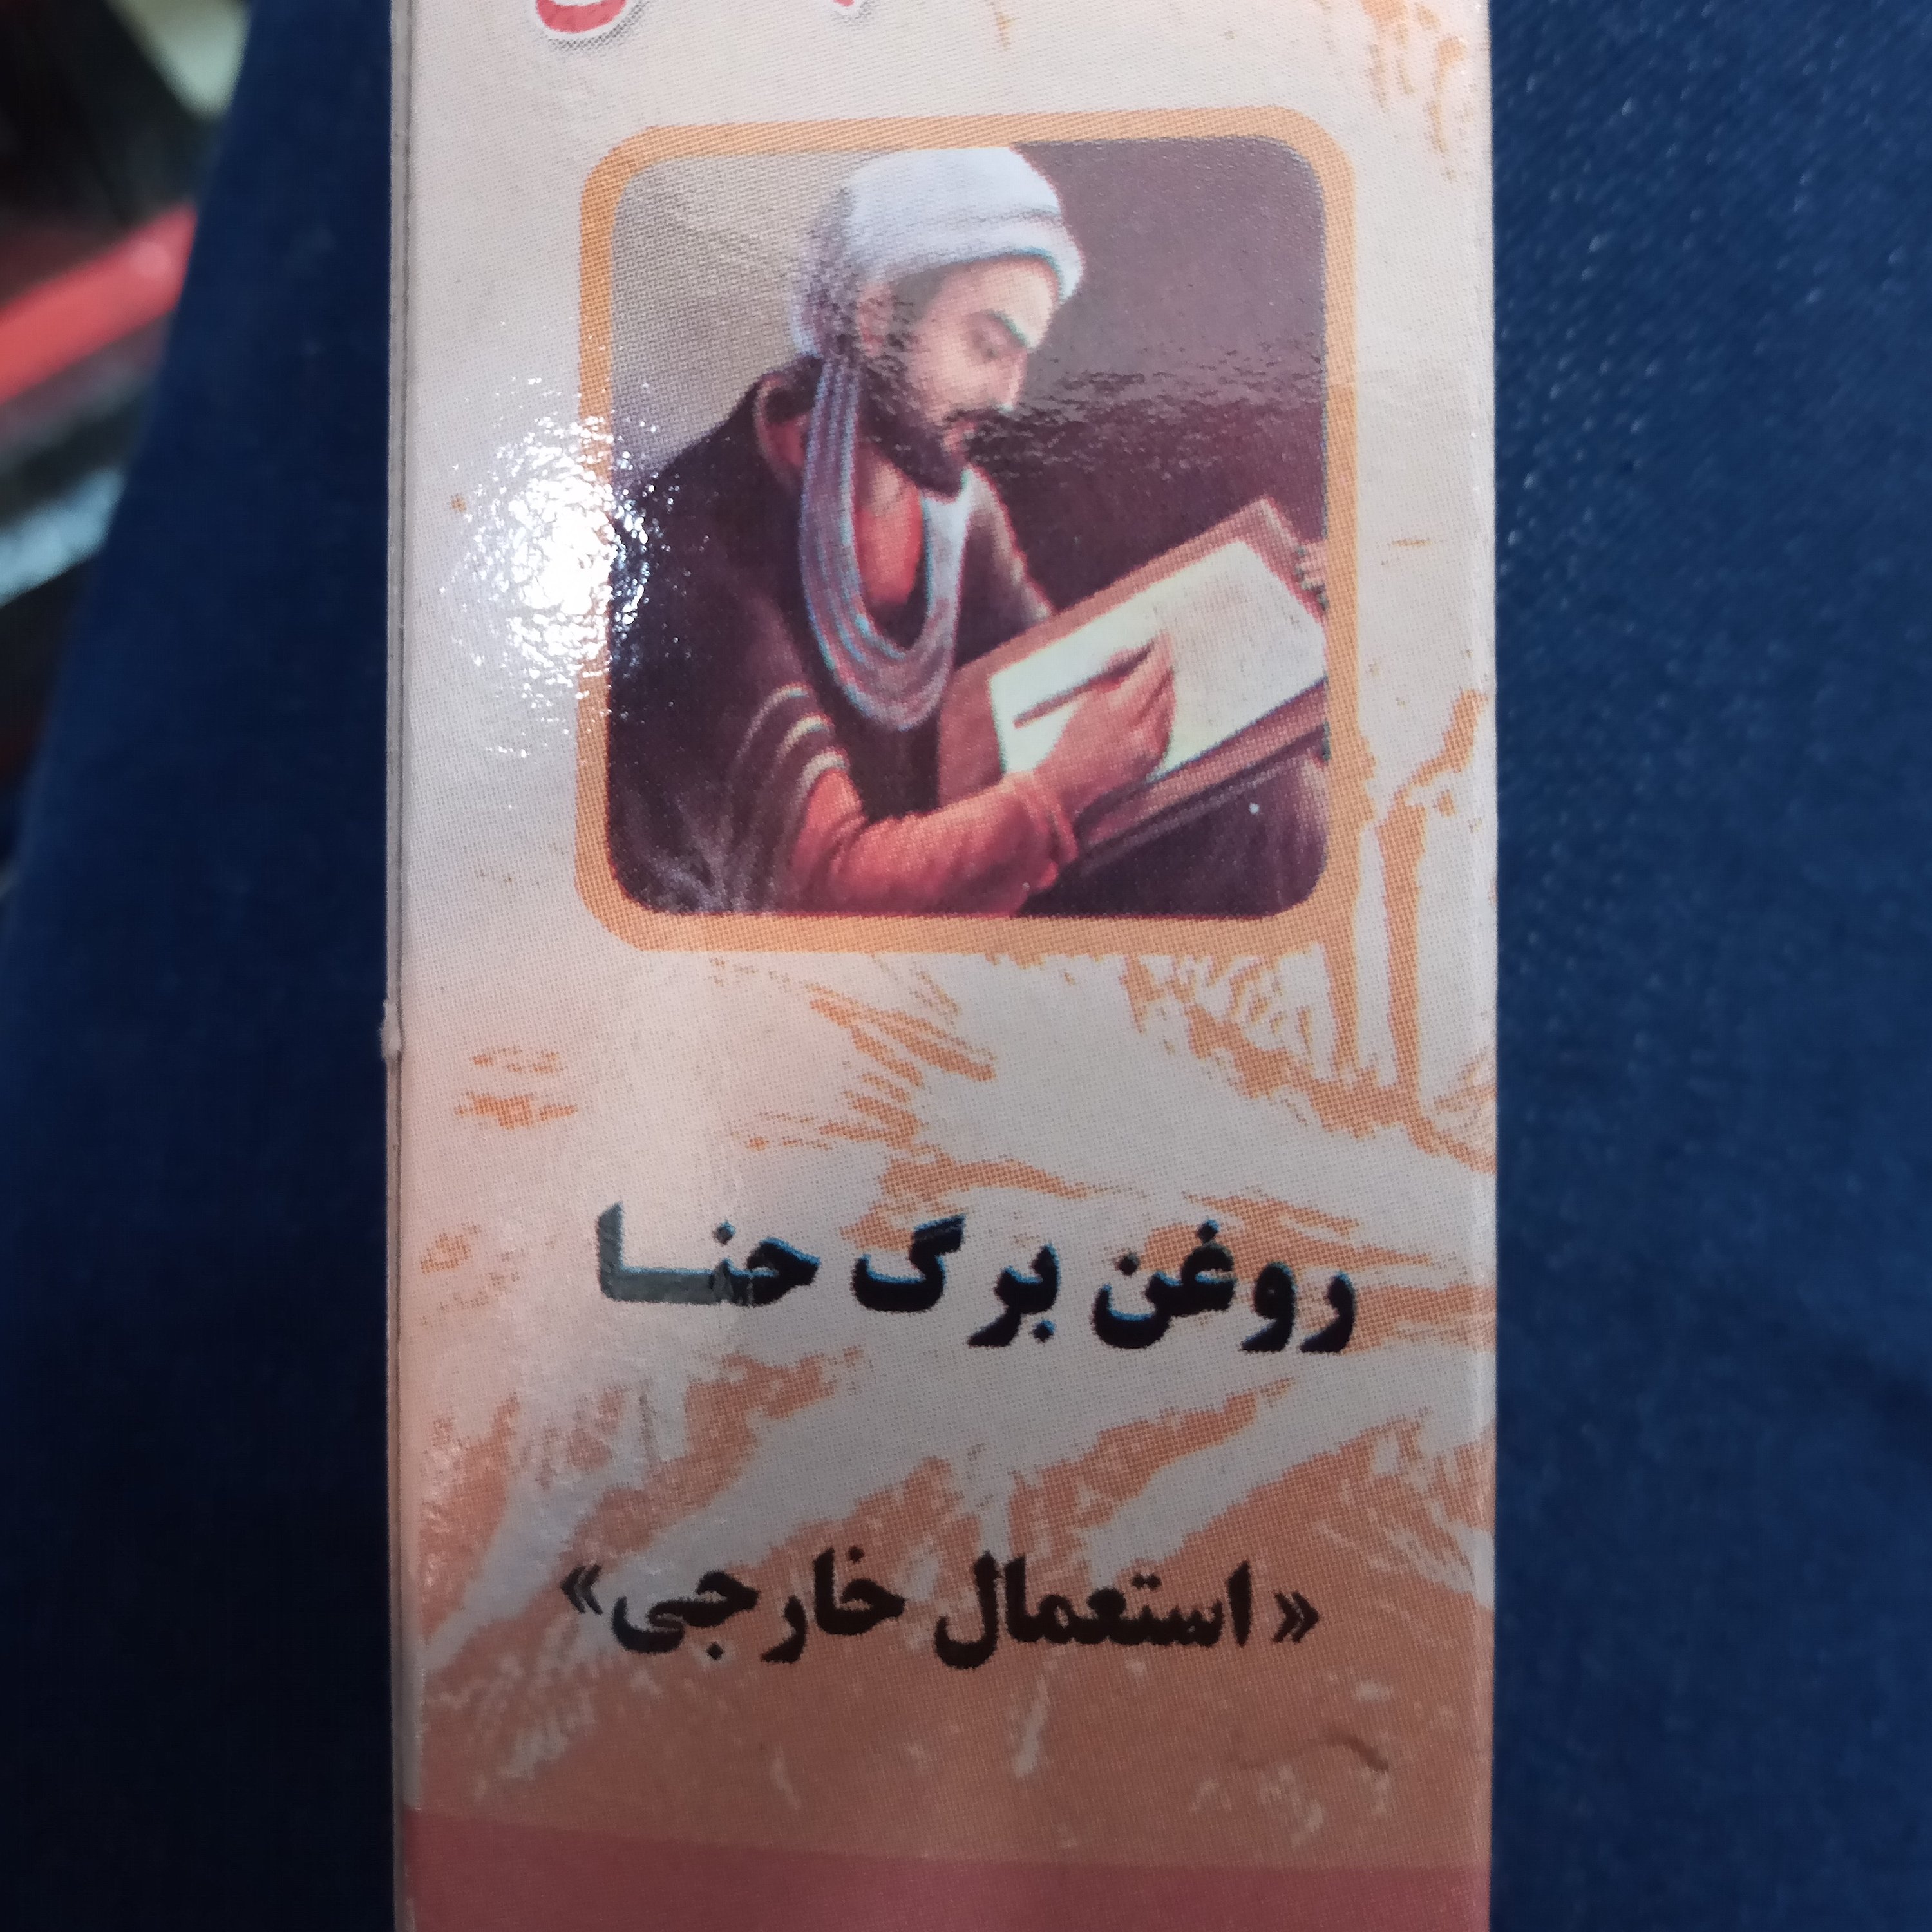 روغن برگ حنا
«استعمال خارجی»